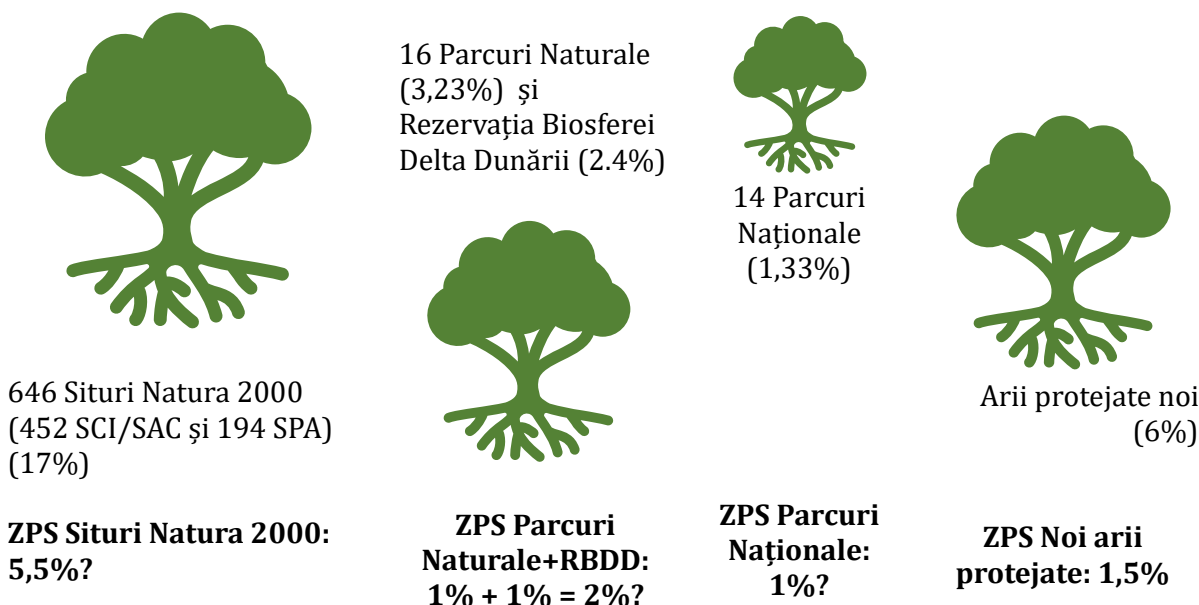 646 Situri Natura 2000
(452 SCI/SAC și 194 SPA)
(17%)
ZPS Situri Natura 2000:
5,5%?
16 Parcuri Naturale
(3,23%) și
Rezervația Biosferei
Delta Dunării (2.4%)
ZPS Parcuri
Naturale+RBDD:
1% + 1% = 2%?
14 Parcuri
Naționale
(1,33%)
ZPS Parcuri
Naționale:
1%?
Arii protejate noi
(6%)
ZPS Noi arii
protejate: 1,5%